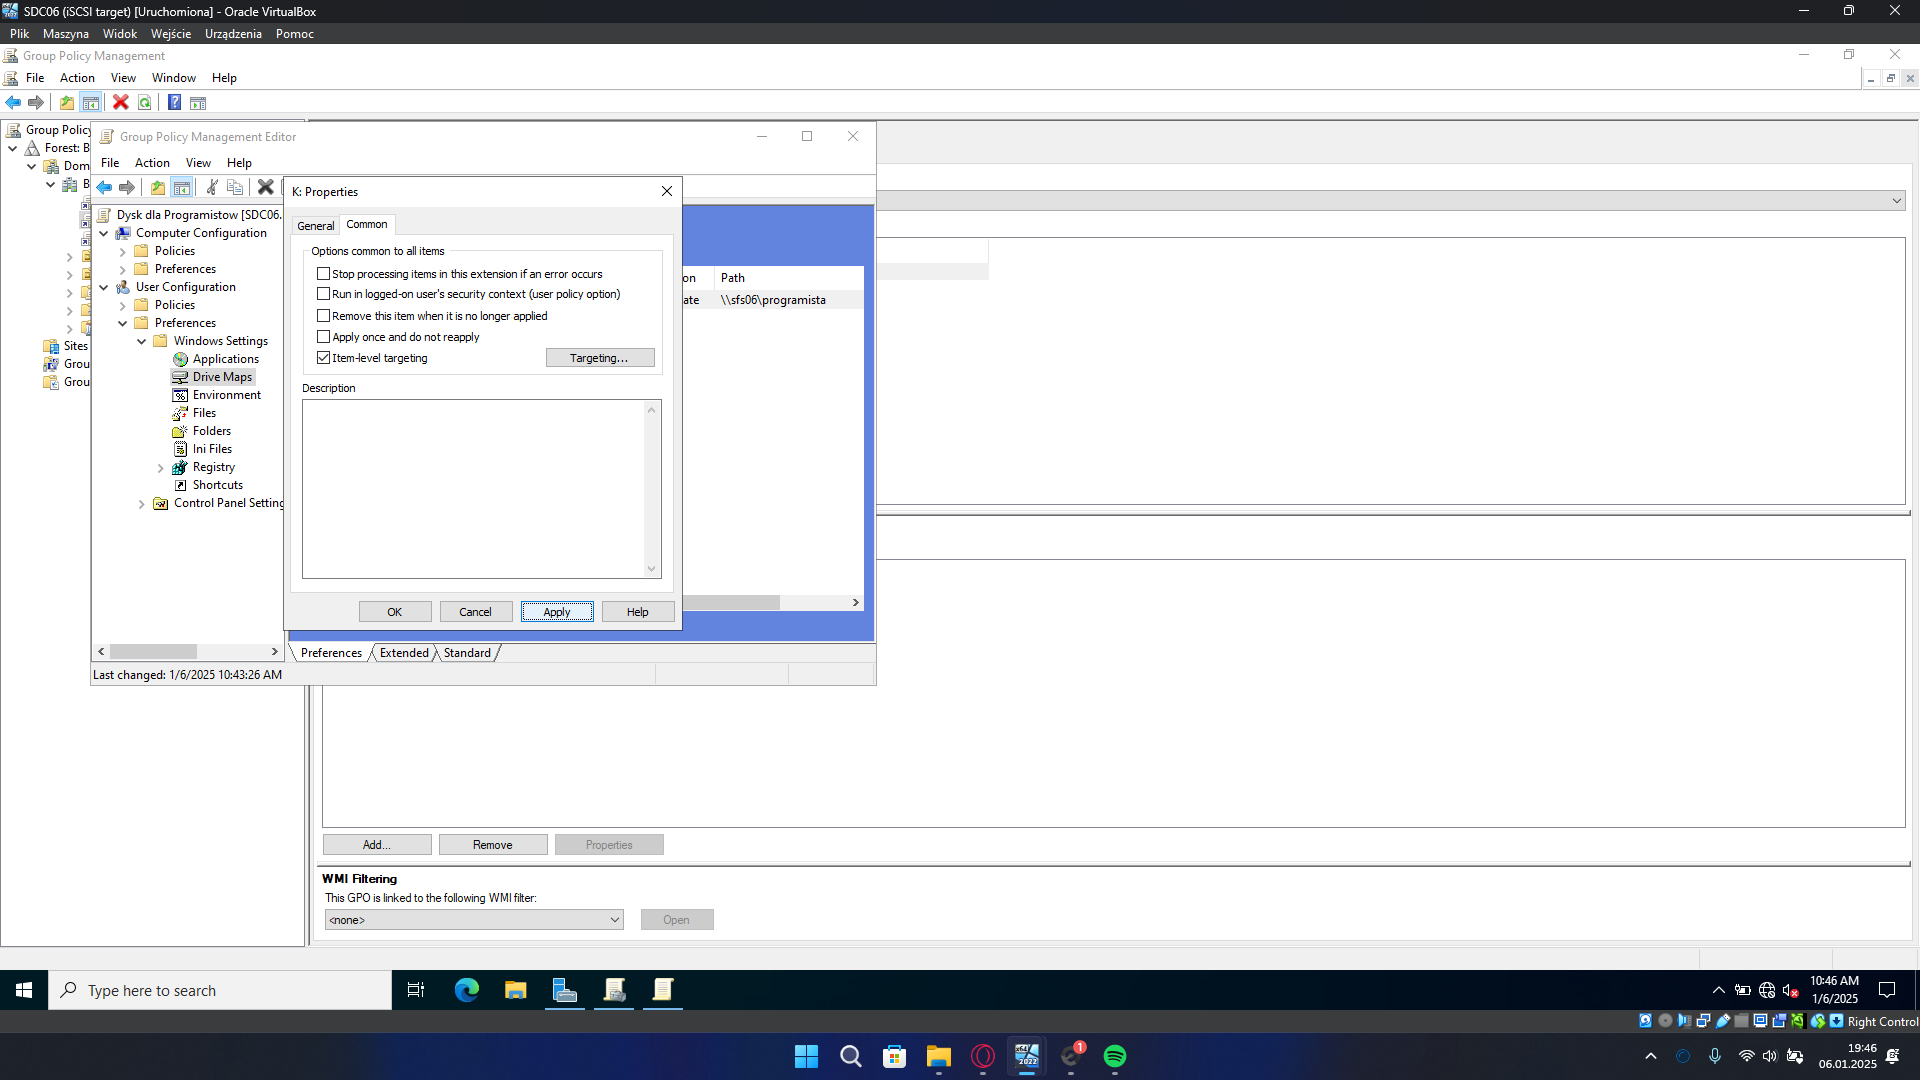 SDC06 (iSCSI target) [Uruchomiona] - Oracle VirtualBox
Plik Maszyna Widok Wejście Urządzenia Pomoc
Group Policy Management
File Action View Window Help
Group Policy
Forest: B
Dom
B
Sites
Grou
Grou
Group Policy Management Editor
File Action View Help
Dysk dla Programistow [SDC06.
Computer Configuration
Policies
Preferences
User Configuration
Policies
Preferences
Windows Settings
Applications
Drive Maps
Environment
Files
Folders
Ini Files
Registry
Shortcuts
Control Panel Setting
K: Properties
General Common
Options common to all items
Stop processing items in this extension if an error occurs
Run in logged-on user's security context (user policy option)
Remove this item when it is no longer applied
Apply once and do not reapply
Item-level targeting Targeting...
Description
OK Cancel Apply Help
on Path
ate \\sfs06\programista
Preferences Extended Standard
Last changed: 1/6/2025 10:43:26 AM
Add... Remove Properties
WMI Filtering
This GPO is linked to the following WMI filter:
<none> Open
Type here to search
10:46 AM
1/6/2025
Right Control
1
19:46
06.01.2025